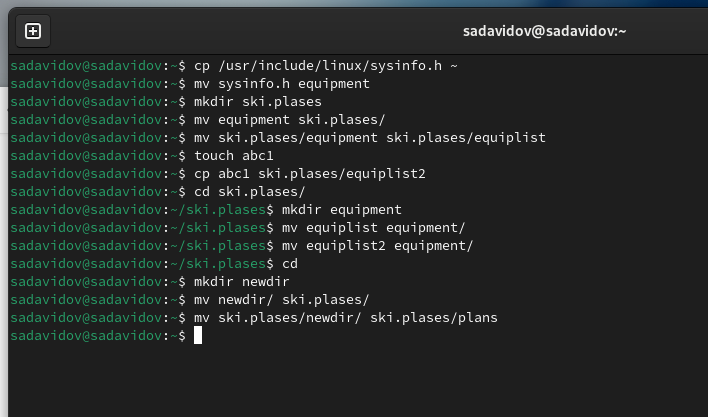 sadavidov@sadavidov:~
sadavidov@sadavidov:~$ cp /usr/include/linux/sysinfo.h ~
sadavidov@sadavidov:~$ mv sysinfo.h equipment
sadavidov@sadavidov:~$ mkdir ski.plases
sadavidov@sadavidov:~$ mv equipment ski.plases/
sadavidov@sadavidov:~$ mv ski.plases/equipment ski.plases/equiplist
sadavidov@sadavidov:~$ touch abc1
sadavidov@sadavidov:~$ cp abc1 ski.plases/equiplist2
sadavidov@sadavidov:~$ cd ski.plases/
sadavidov@sadavidov:~/ski.plases$ mkdir equipment
sadavidov@sadavidov:~/ski.plases$ mv equiplist equipment/
sadavidov@sadavidov:~/ski.plases$ mv equiplist2 equipment/
sadavidov@sadavidov:~/ski.plases$ cd
sadavidov@sadavidov:~$ mkdir newdir
sadavidov@sadavidov:~$ mv newdir/ ski.plases/
sadavidov@sadavidov:~$ mv ski.plases/newdir/ ski.plases/plans
sadavidov@sadavidov:~$